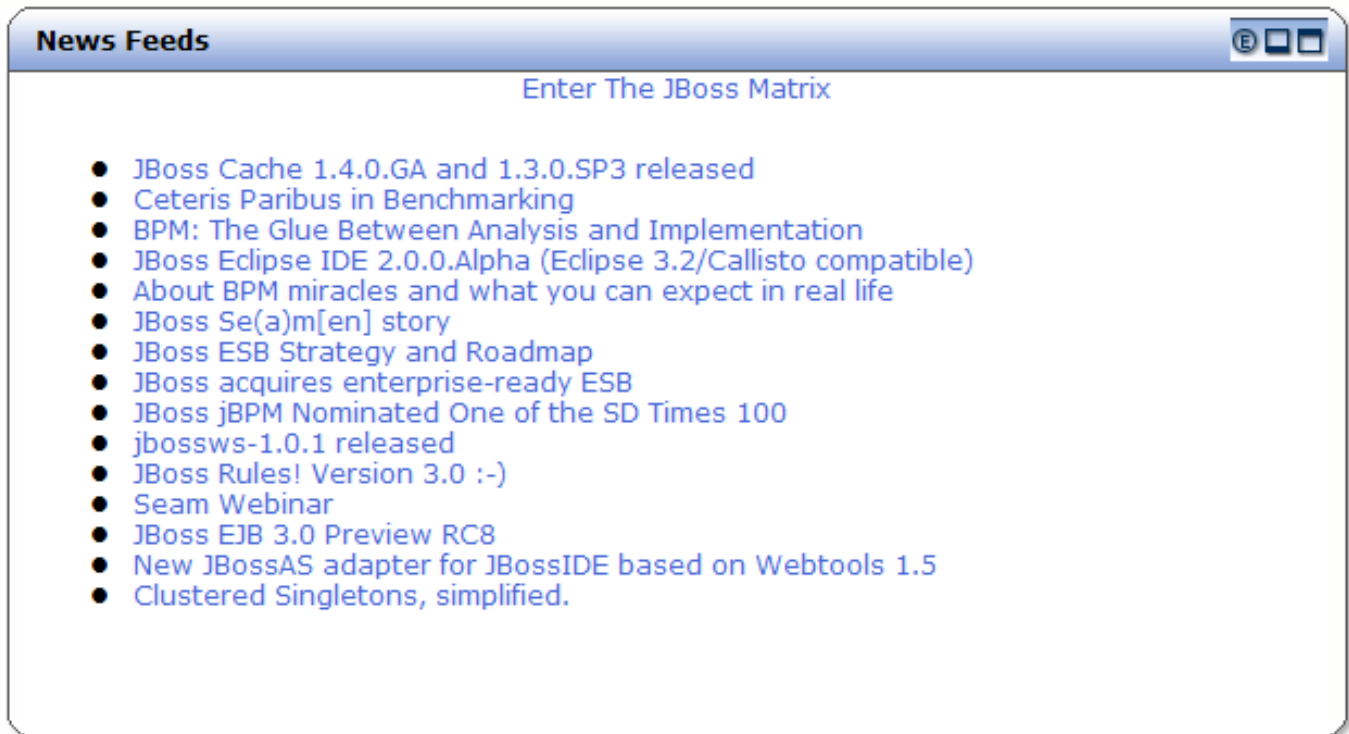 News Feeds
Enter The JBoss Matrix
JBoss Cache 1.4.0.GA and 1.3.0.SP3 released
Ceteris Paribus in Benchmarking
BPM: The Glue Between Analysis and Implementation
JBoss Eclipse IDE 2.0.0.Alpha (Eclipse 3.2/Callisto compatible)
About BPM miracles and what you can expect in real life
JBoss Se(a)m[en] story
JBoss ESB Strategy and Roadmap
JBoss acquires enterprise-ready ESB
JBoss jBPM Nominated One of the SD Times 100
jbossws-1.0.1 released
JBoss Rules! Version 3.0 :-)
Seam Webinar
JBoss EJB 3.0 Preview RC8
New JBossAS adapter for JBossIDE based on Webtools 1.5
Clustered Singletons, simplified.